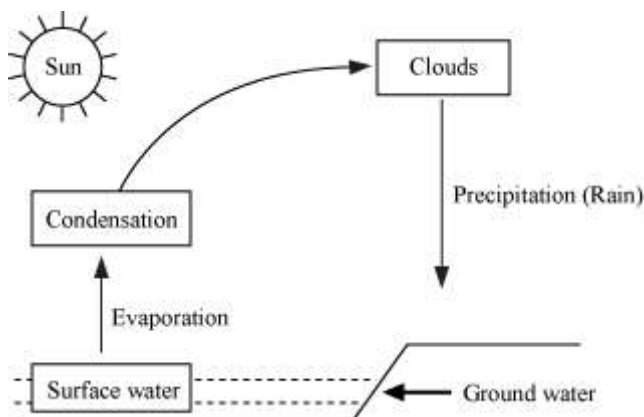 Sun
Clouds
Precipitation (Rain)
Condensation
Evaporation
Surface water
Ground water